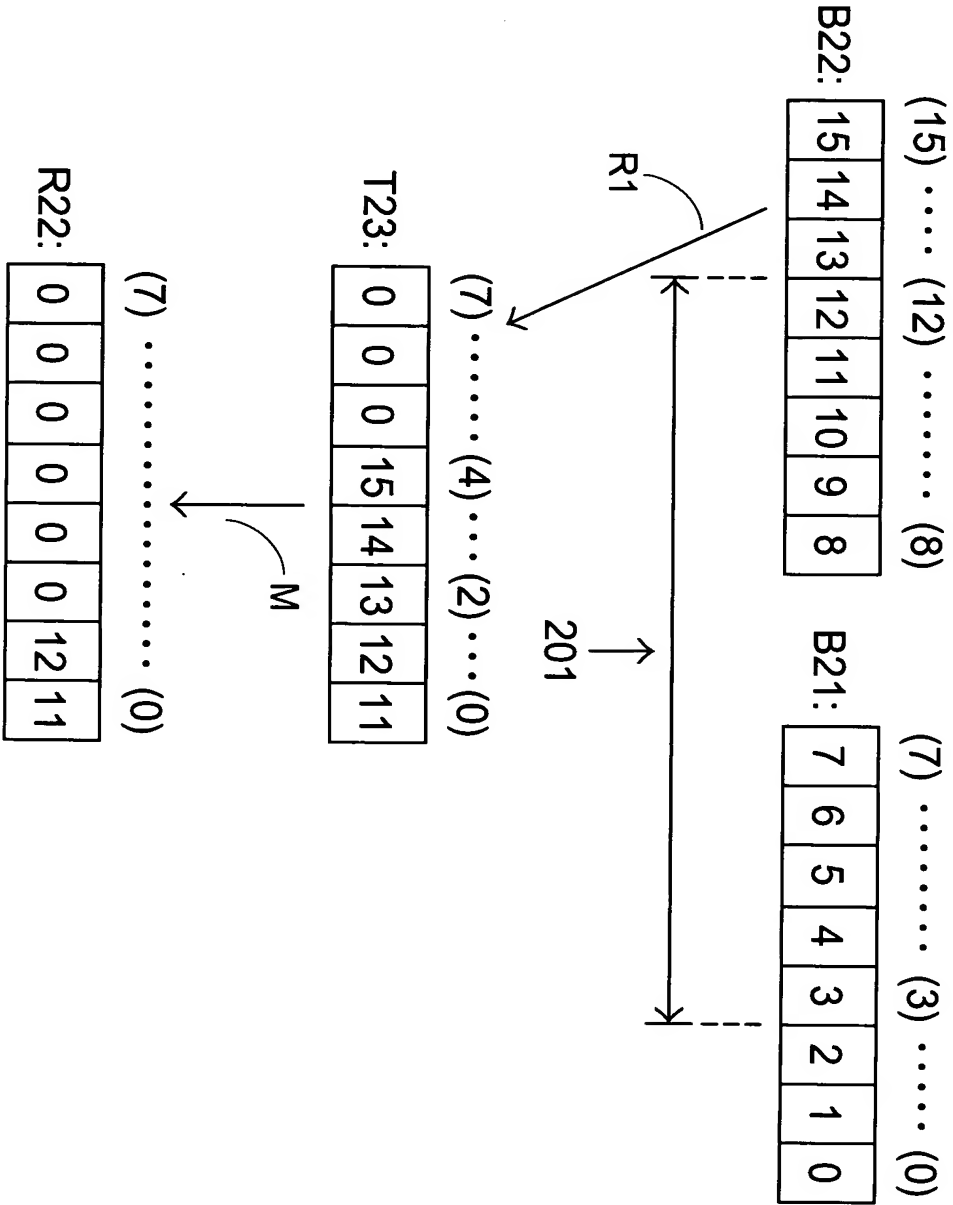 (15) .... (12) ........ (8)
B22: 15 14 13 12 11 10 9 8
(7) ......... (3) ...... (0)
B21: 7 6 5 4 3 2 1 0
201
R1
(7) ....... (4) ... (2) ... (0)
T23: 0 0 0 15 14 13 12 11
M
(7) ................ (0)
R22: 0 0 0 0 0 0 12 11